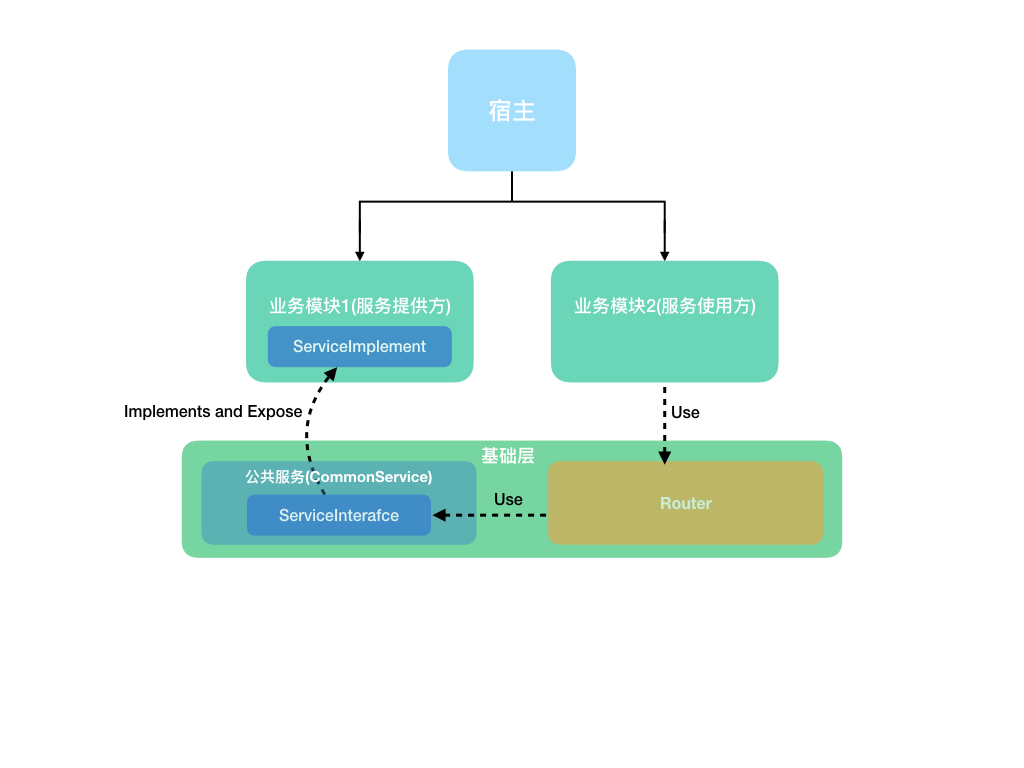 宿主
业务模块1(服务提供方)
业务模块2(服务使用方)
ServiceImplement
Implements and Expose
Use
基础层
公共服务(CommonService)
Use
Router
ServiceInterafce